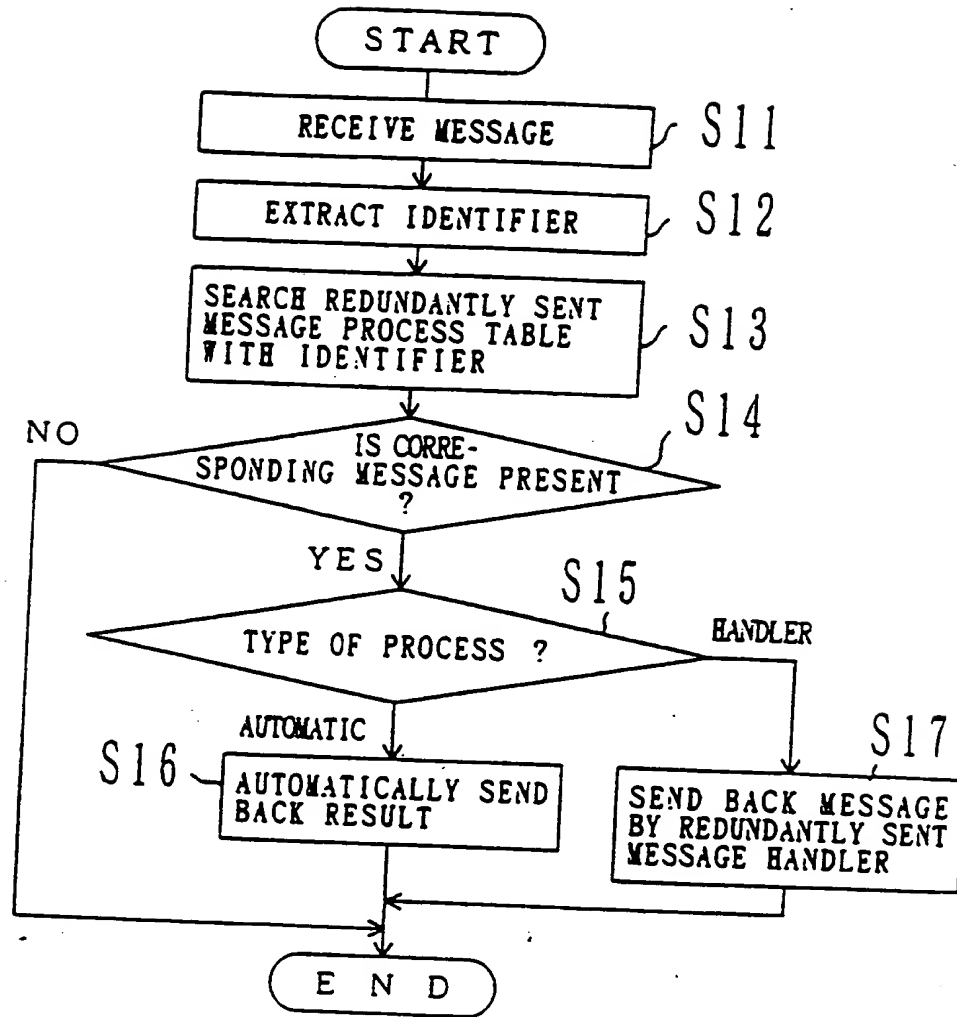 START
RECEIVE MESSAGE
S11
EXTRACT IDENTIFIER
S12
SEARCH REDUNDANTLY SENT
MESSAGE PROCESS TABLE
WITH IDENTIFIER
S13
S14
NO
IS CORRE-
SPONDING MESSAGE PRESENT
?
YES
S15
TYPE OF PROCESS ?
HANDLER
AUTOMATIC
S16
AUTOMATICALLY SEND
BACK RESULT
S17
SEND BACK MESSAGE
BY REDUNDANTLY SENT
MESSAGE HANDLER
END